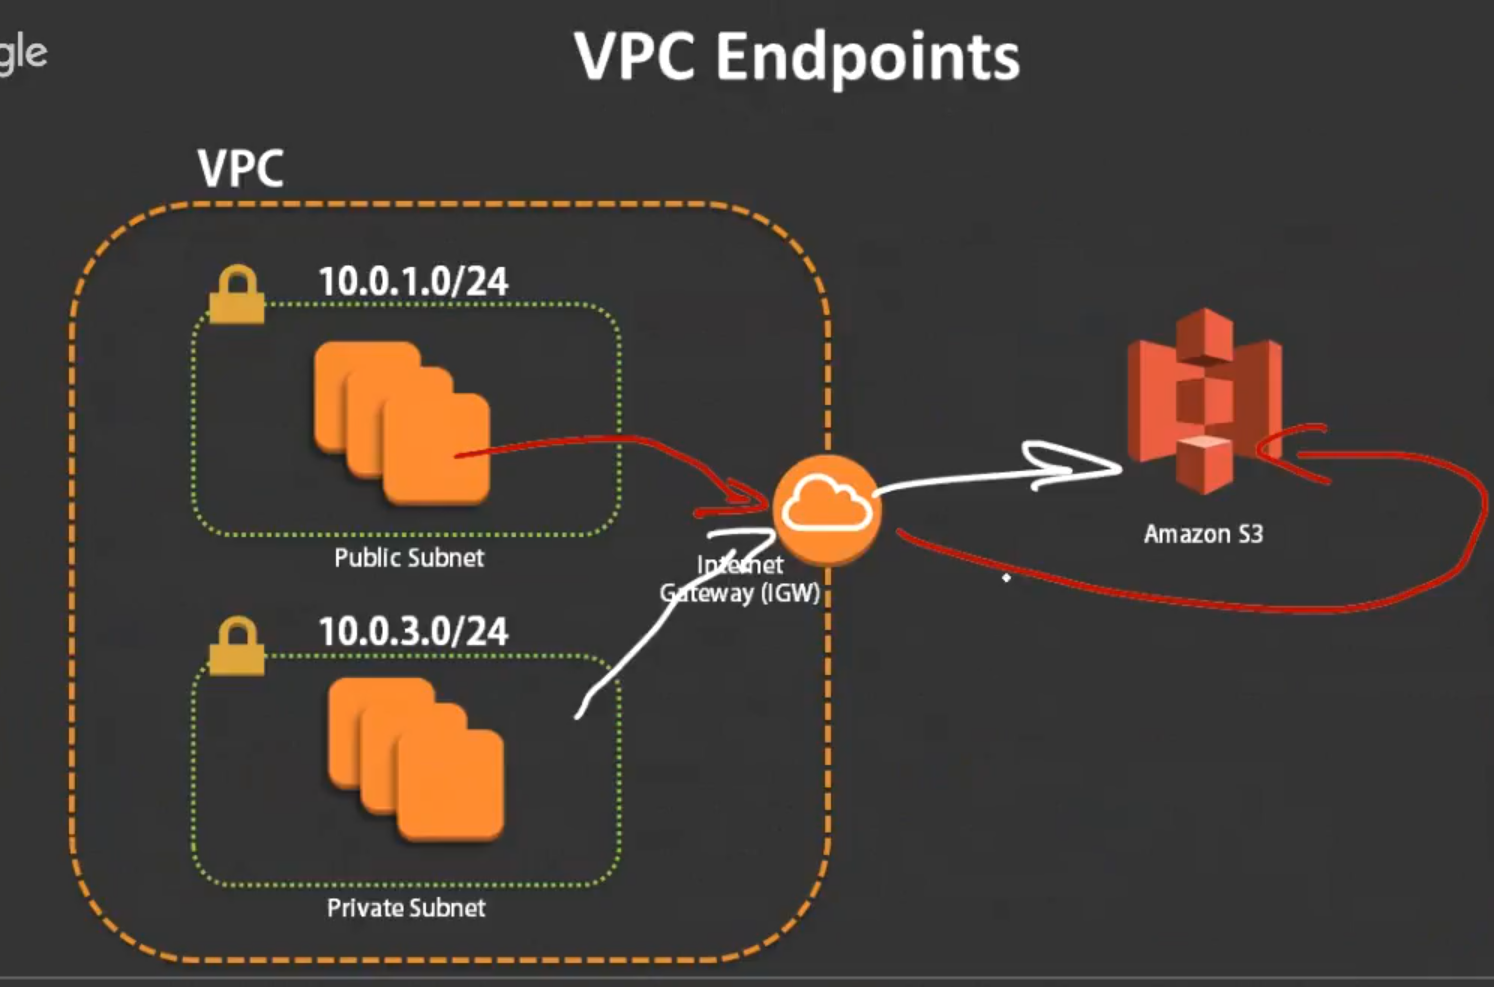 gle
VPC Endpoints
VPC
10.0.1.0/24
Public Subnet
Internet
Gateway (IGW)
Amazon S3
10.0.3.0/24
Private Subnet